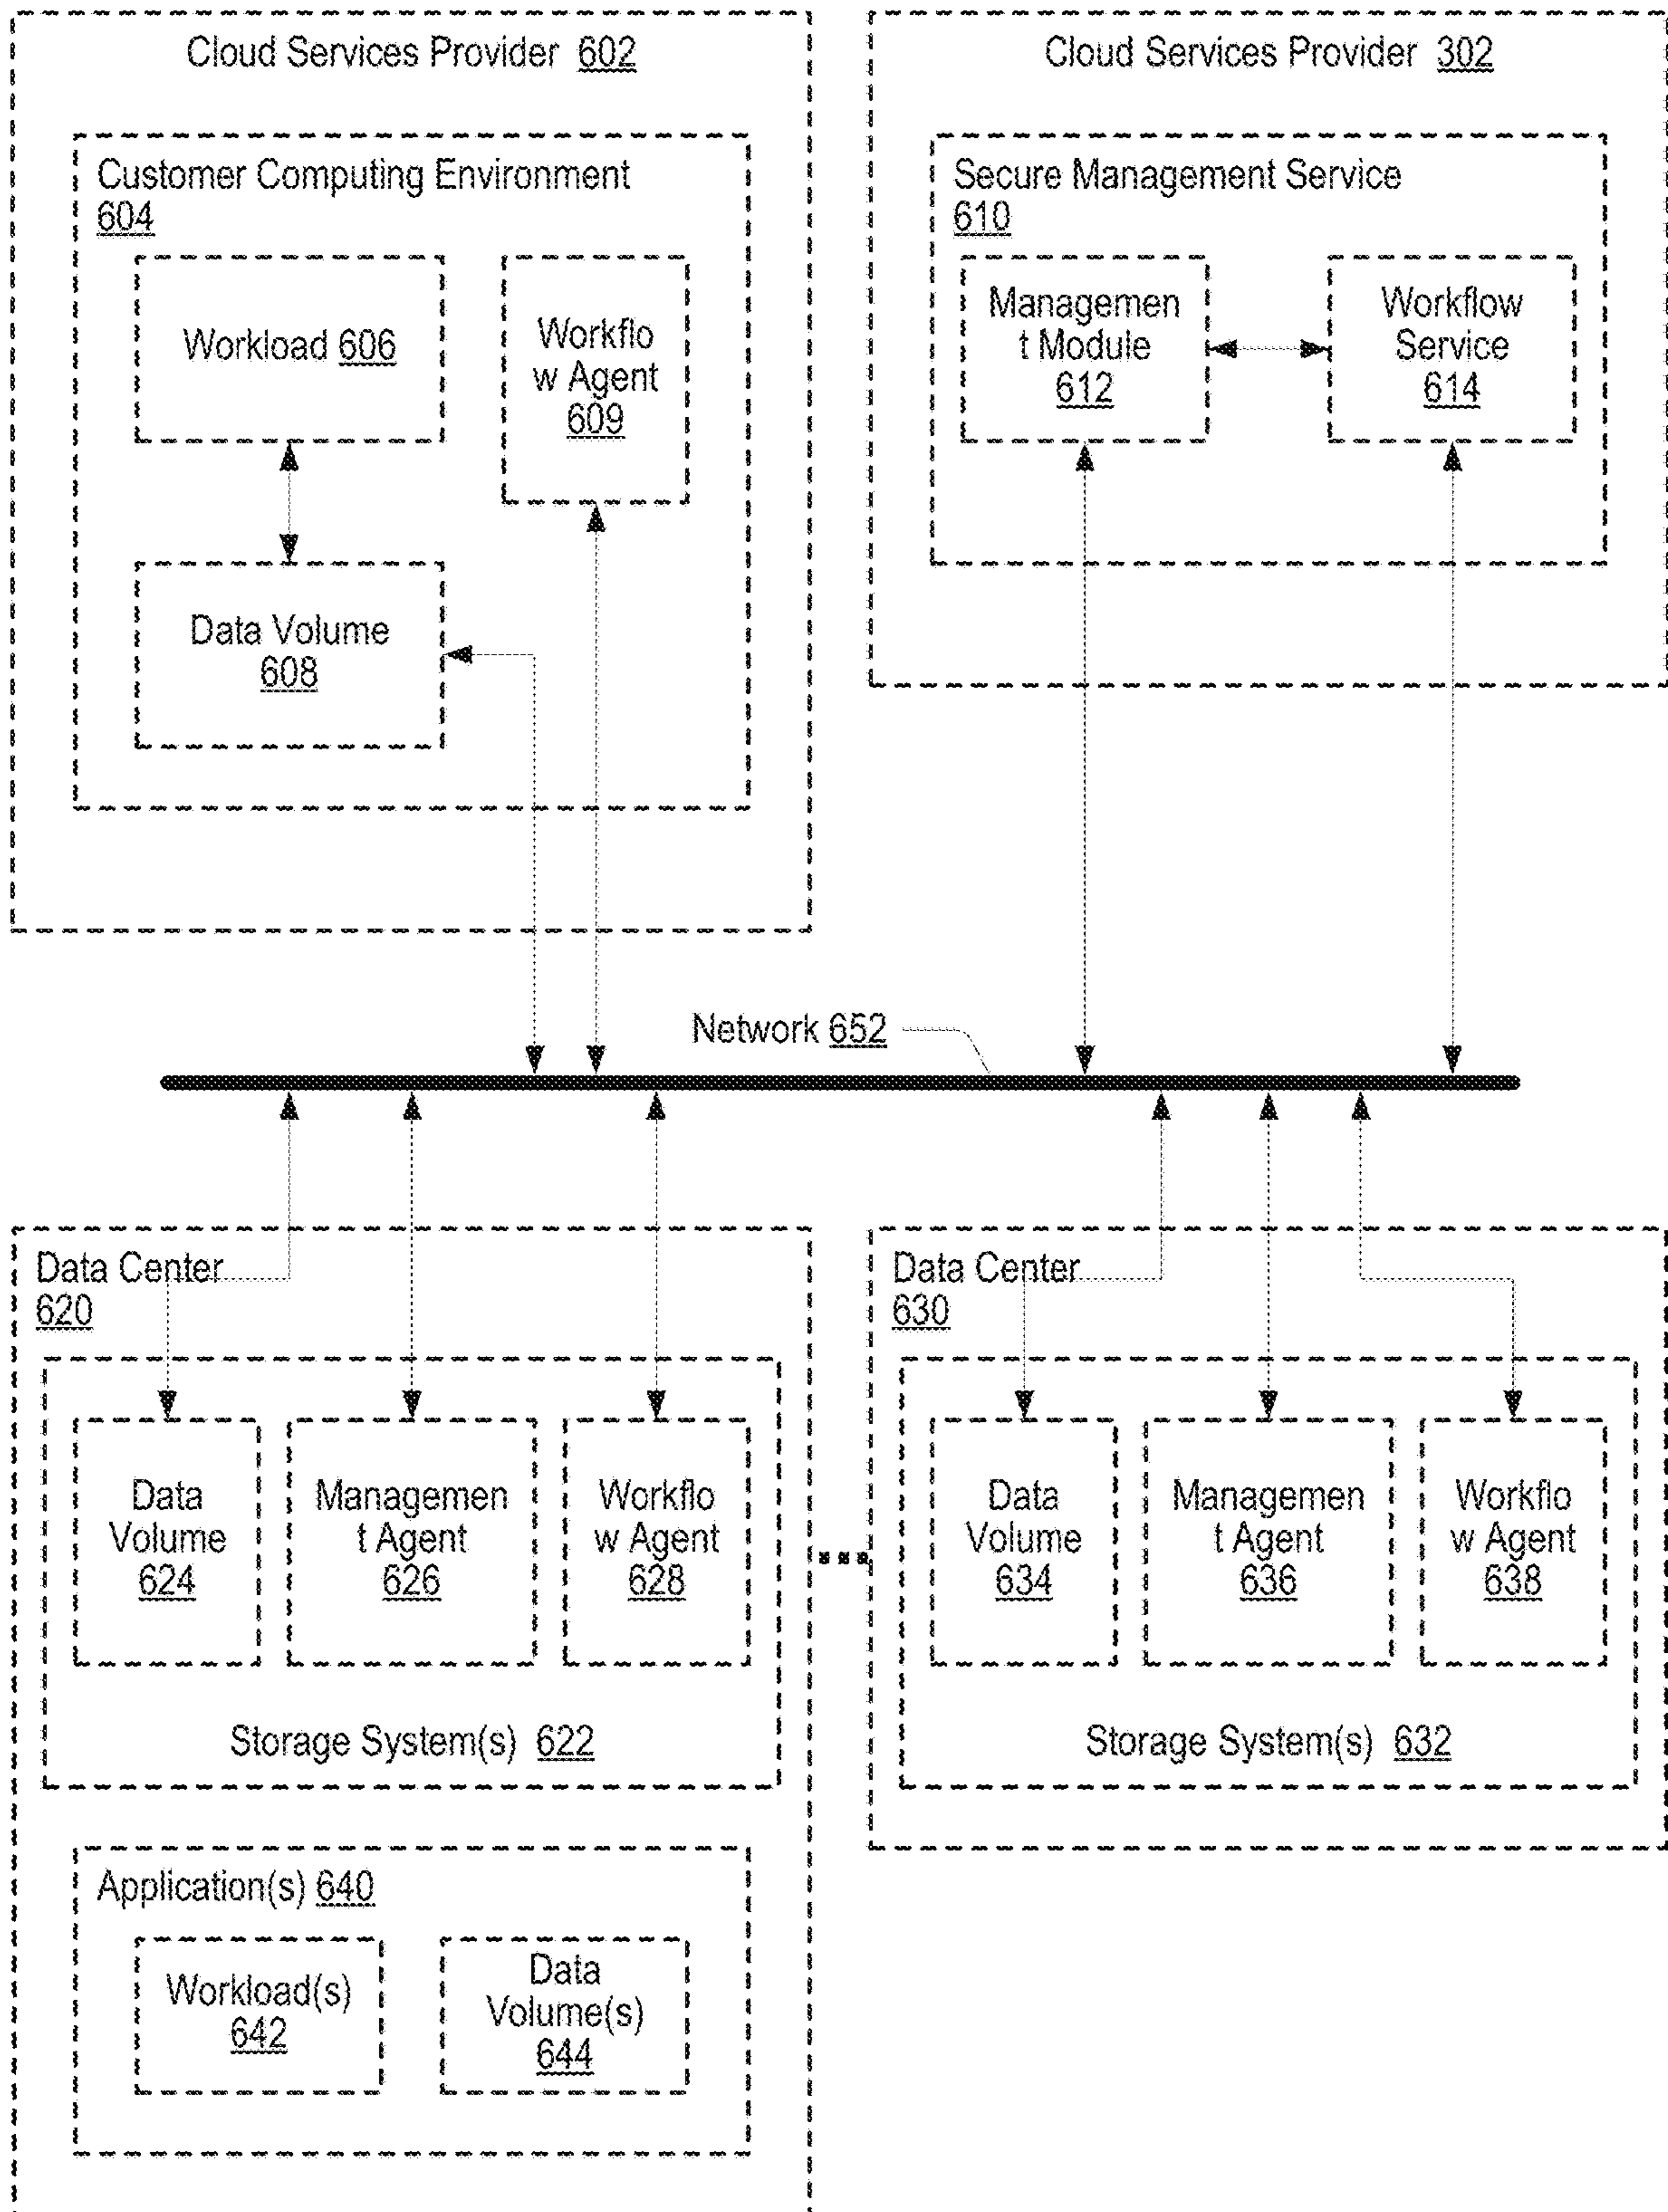 Cloud Services Provider 602
Customer Computing Environment
604
Workload 606
Workflo
w Agent
609
Data Volume
608
Cloud Services Provider 302
Secure Management Service
610
Managemen
t Module
612
Workflow
Service
614
Network 652
Data Center
620
Data
Volume
624
Managemen
t Agent
626
Workflo
w Agent
628
Storage System(s) 622
Application(s) 640
Workload(s)
642
Data
Volume(s)
644
Data Center
630
Data
Volume
634
Managemen
t Agent
636
Workflo
w Agent
638
Storage System(s) 632